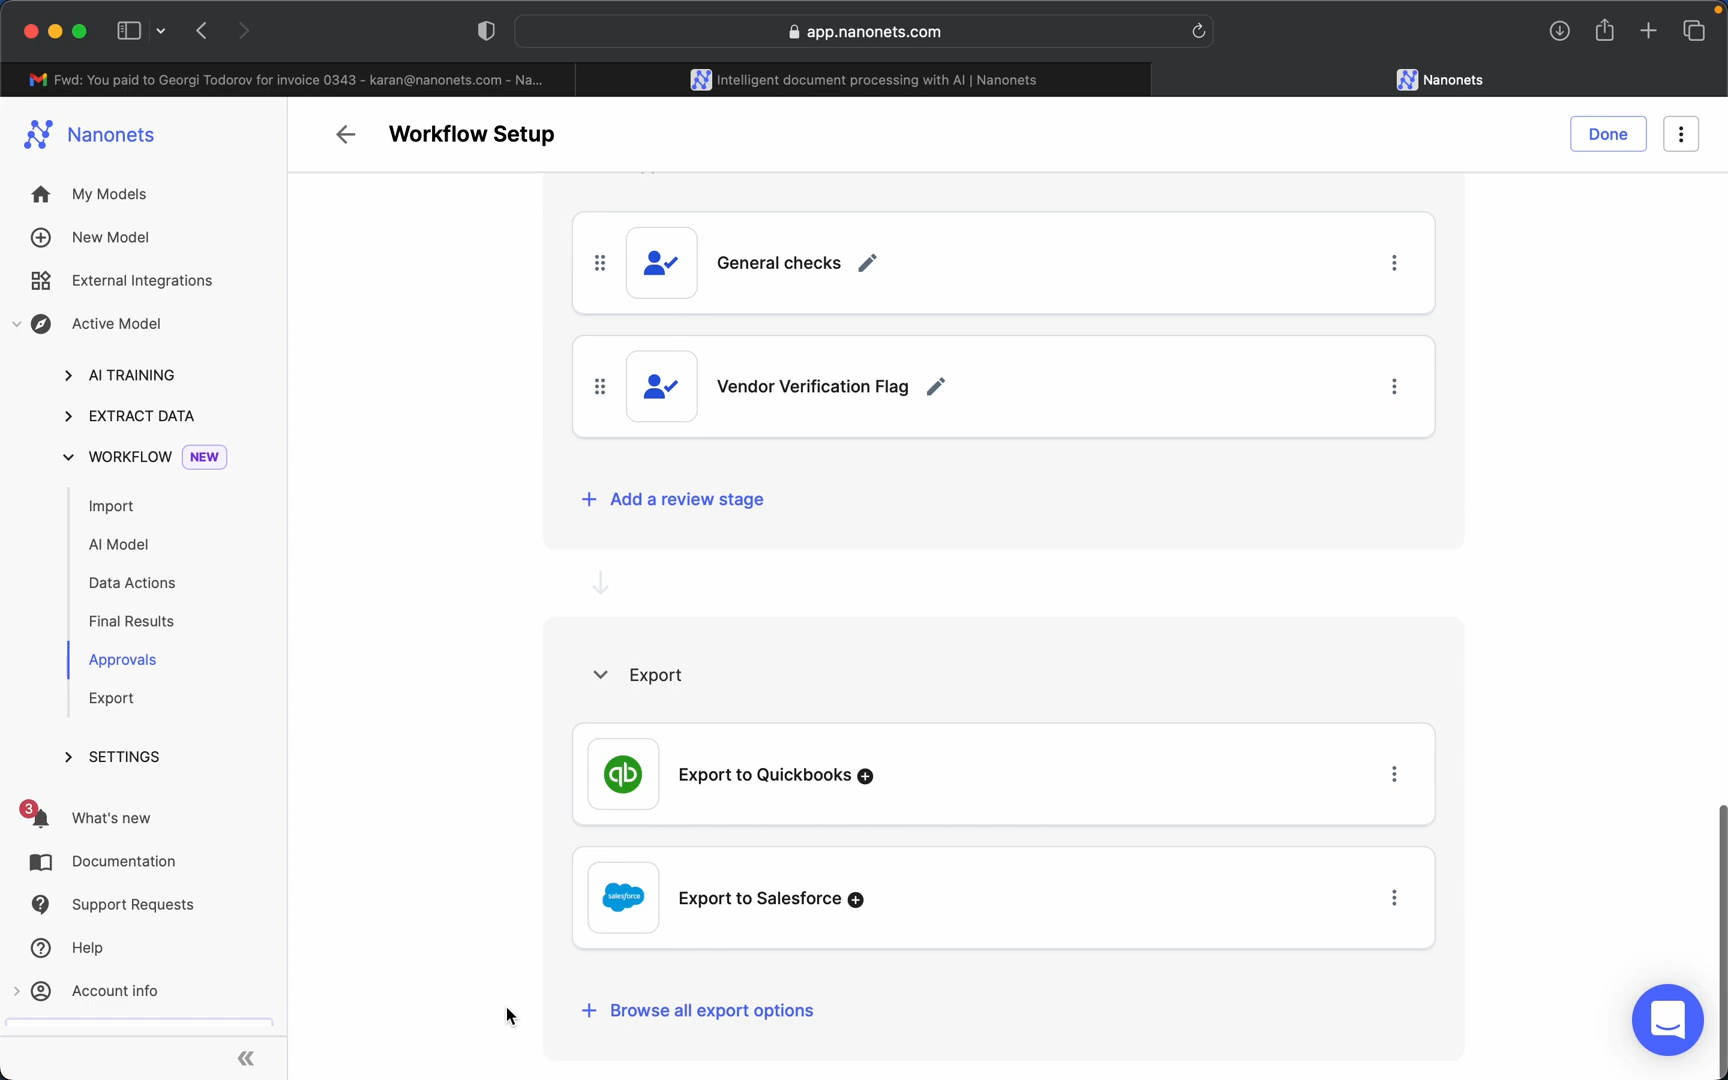 app.nanonets.com
Fwd: You paid to Georgi Todorov for invoice 0343 - karan@nanonets.com - Na...
Intelligent document processing with AI | Nanonets
Nanonets
Nanonets
Workflow Setup
Done
My Models
New Model
External Integrations
Active Model
AI TRAINING
EXTRACT DATA
WORKFLOW NEW
Import
AI Model
Data Actions
Final Results
Approvals
Export
SETTINGS
3
What's new
Documentation
Support Requests
Help
Account info
General checks
Vendor Verification Flag
Add a review stage
Export
qb
Export to Quickbooks
salesforce
Export to Salesforce
Browse all export options